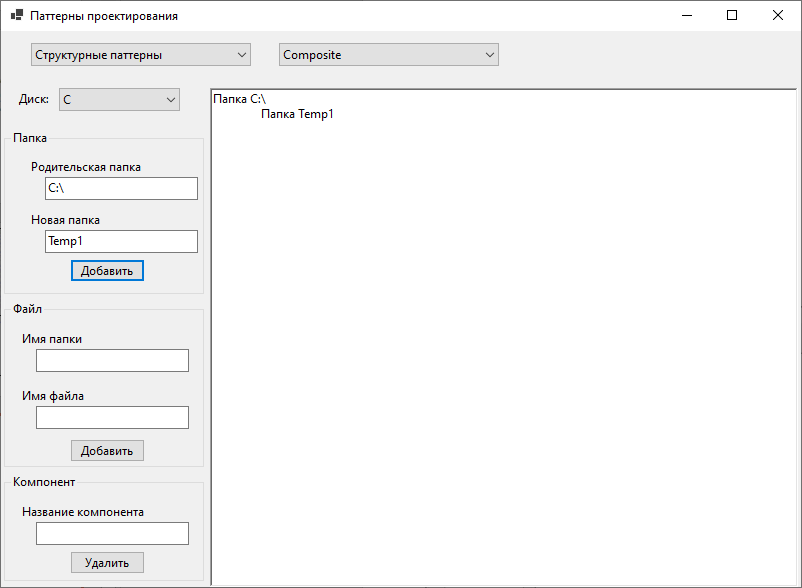 Паттерны проектирования
Структурные паттерны
Composite
Диск:
C
Папка
Родительская папка
C:\
Новая папка
Temp1
Добавить
Файл
Имя папки
Имя файла
Добавить
Компонент
Название компонента
Удалить
Папка C:\
Папка Temp1